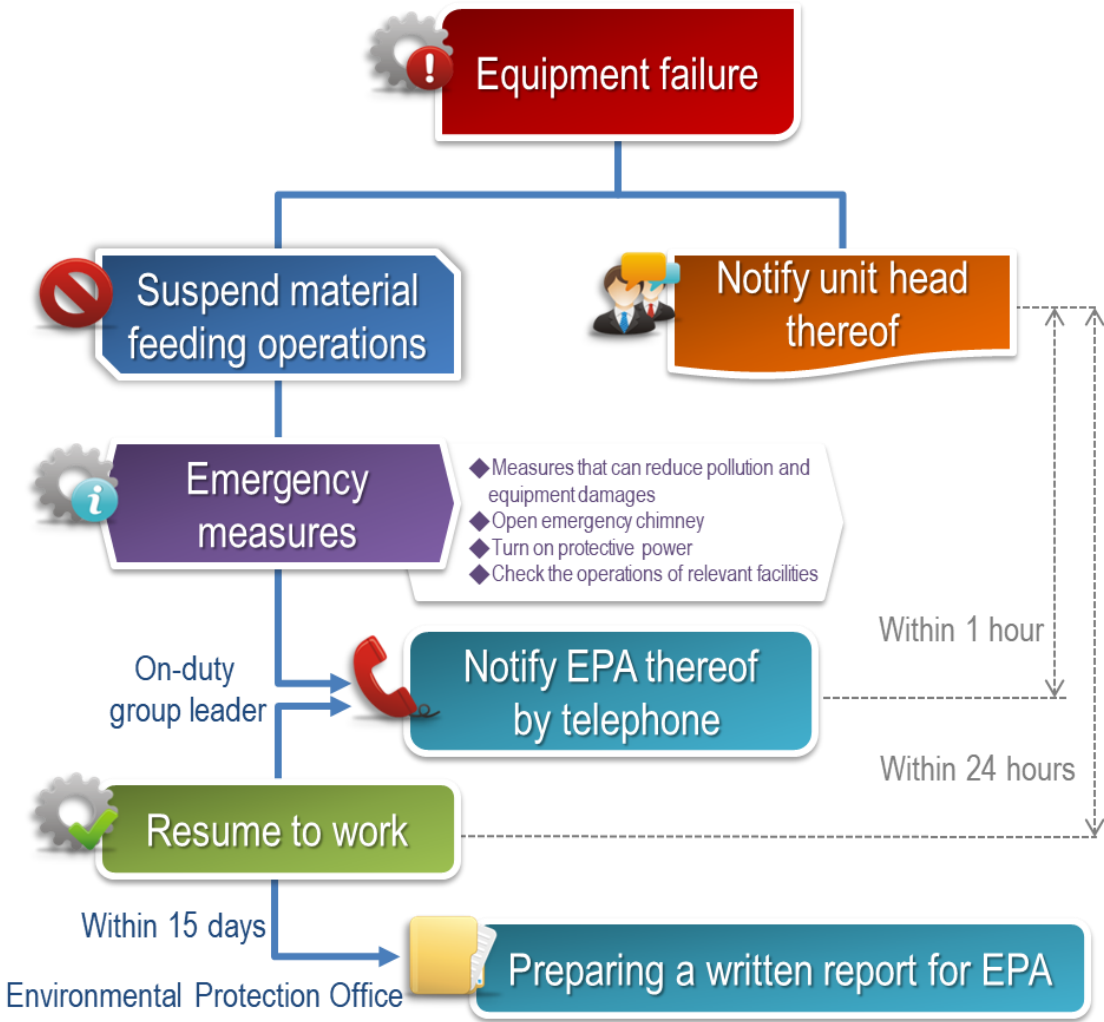 Equipment failure
Suspend material
feeding operations
Notify unit head
thereof
Emergency
measures
◆Measures that can reduce pollution and
equipment damages
◆Open emergency chimney
◆Turn on protective power
◆Check the operations of relevant facilities
Within 1 hour
On-duty
group leader
Notify EPA thereof
by telephone
Within 24 hours
Resume to work
Within 15 days
Environmental Protection Office
Preparing a written report for EPA